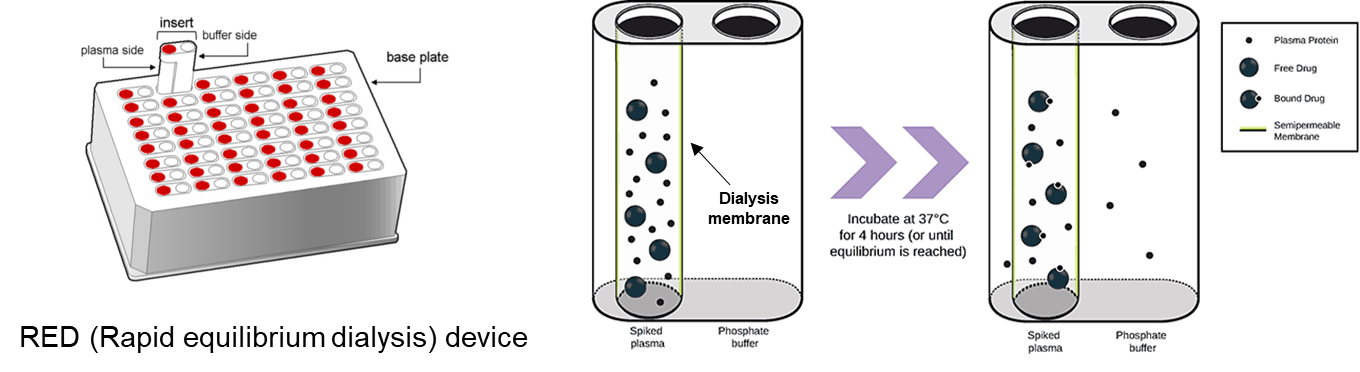 insert
plasma side
buffer side
base plate
RED (Rapid equilibrium dialysis) device
Dialysis
membrane
Spiked
plasma
Phosphate
buffer
Incubate at 37°C
for 4 hours (or until
equilibrium is reached)
Spiked
plasma
Phosphate
buffer
Plasma Protein
Free Drug
Bound Drug
Semipermeable
Membrane